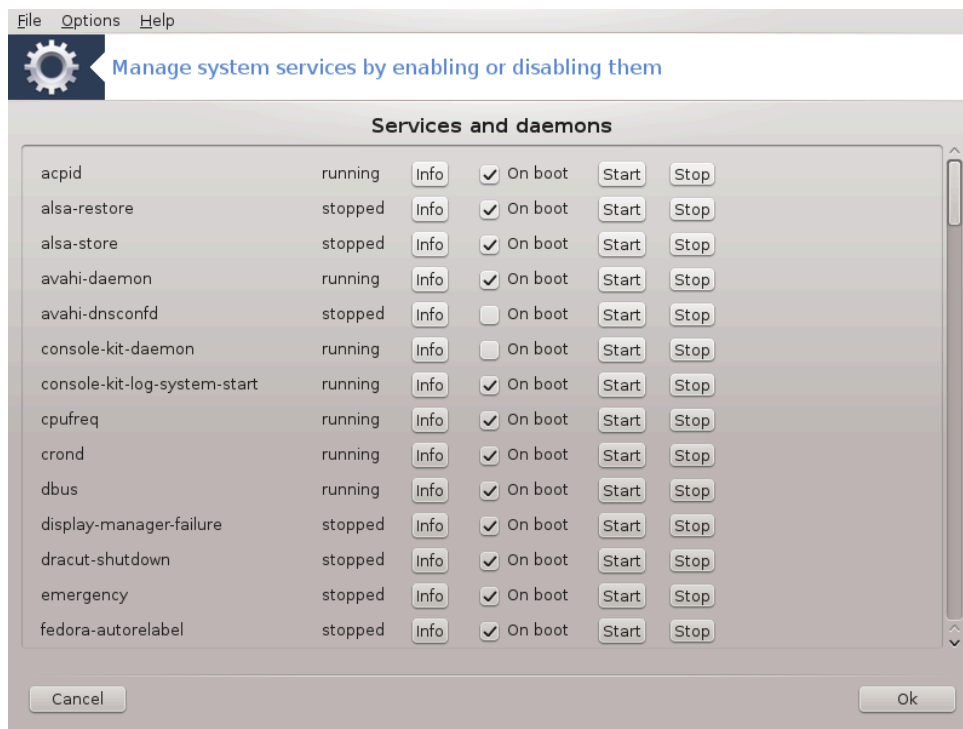 File Options Help
Manage system services by enabling or disabling them
Services and daemons
acpid running Info On boot Start Stop
alsa-restore stopped Info On boot Start Stop
alsa-store stopped Info On boot Start Stop
avahi-daemon running Info On boot Start Stop
avahi-dnsconfd stopped Info On boot Start Stop
console-kit-daemon running Info On boot Start Stop
console-kit-log-system-start running Info On boot Start Stop
cpufreq running Info On boot Start Stop
crond running Info On boot Start Stop
dbus running Info On boot Start Stop
display-manager-failure stopped Info On boot Start Stop
dracut-shutdown stopped Info On boot Start Stop
emergency stopped Info On boot Start Stop
fedora-autorelabel stopped Info On boot Start Stop
Cancel Ok